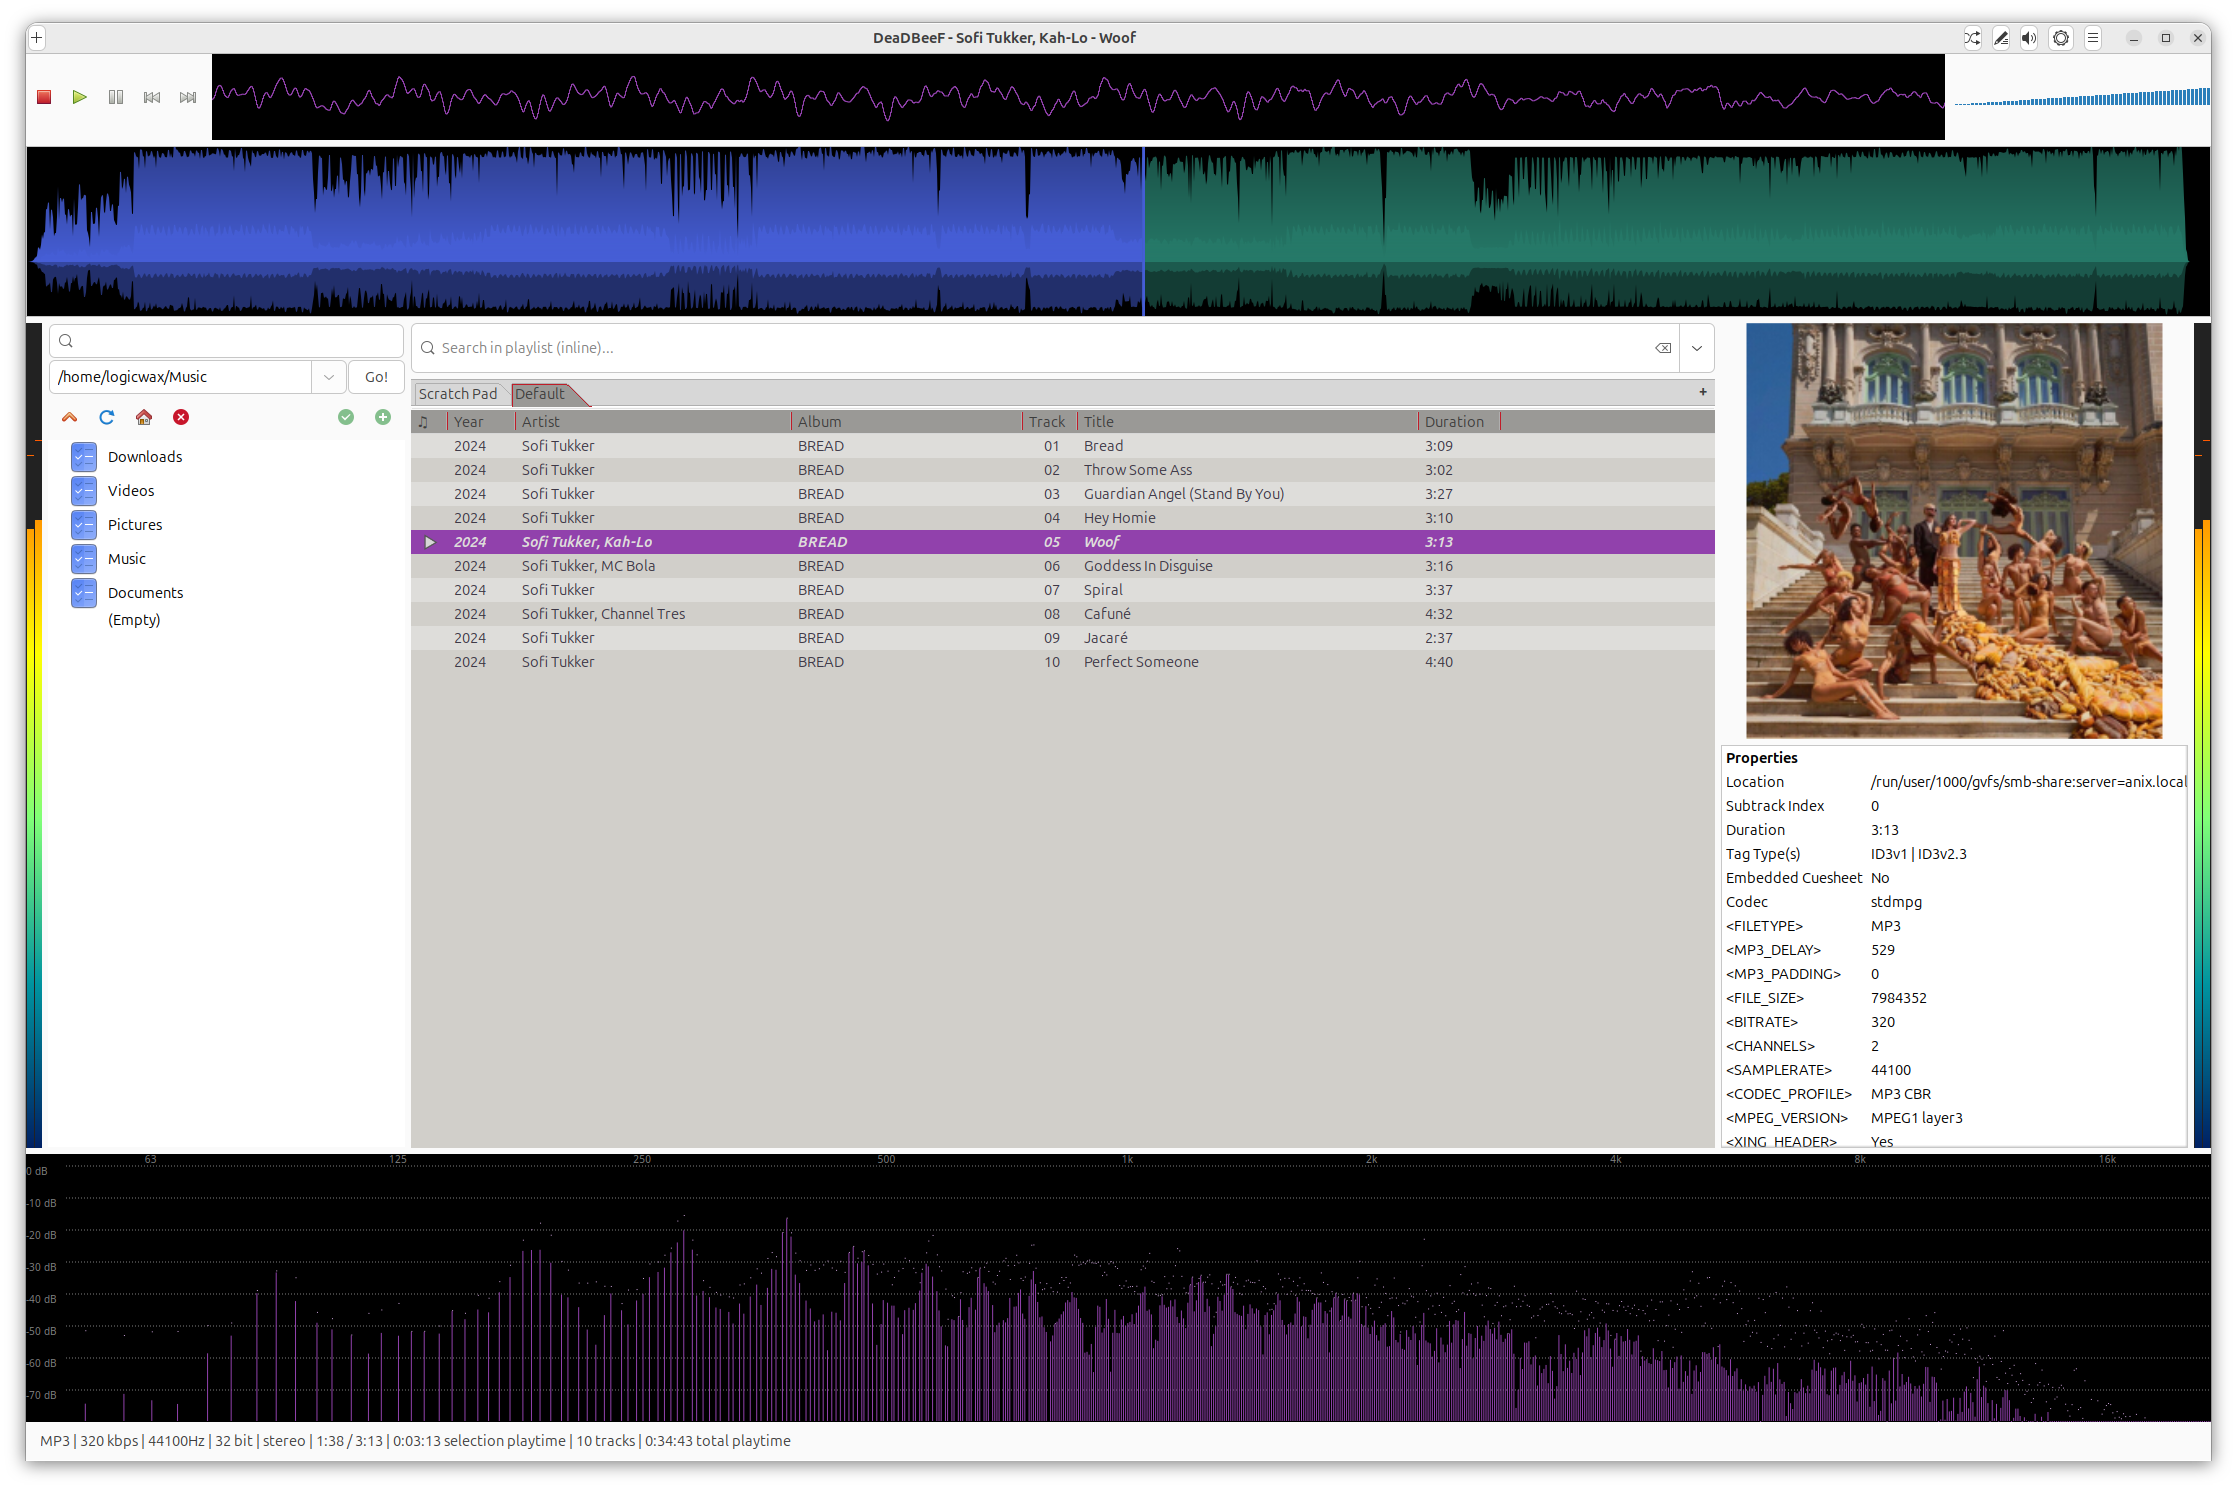 DeaDBeeF - Sofi Tukker, Kah-Lo - Woof
/home/logicwax/Music
Go!
Downloads
Videos
Pictures
Music
Documents
(Empty)
Search in playlist (inline)...
Scratch Pad Default +
♫ Year Artist Album Track Title Duration
2024 Sofi Tukker BREAD 01 Bread 3:09
2024 Sofi Tukker BREAD 02 Throw Some Ass 3:02
2024 Sofi Tukker BREAD 03 Guardian Angel (Stand By You) 3:27
2024 Sofi Tukker BREAD 04 Hey Homie 3:10
2024 Sofi Tukker, Kah-Lo BREAD 05 Woof 3:13
2024 Sofi Tukker, MC Bola BREAD 06 Goddess In Disguise 3:16
2024 Sofi Tukker BREAD 07 Spiral 3:37
2024 Sofi Tukker, Channel Tres BREAD 08 Cafuné 4:32
2024 Sofi Tukker BREAD 09 Jacaré 2:37
2024 Sofi Tukker BREAD 10 Perfect Someone 4:40
Properties
Location /run/user/1000/gvfs/smb-share:server=anix.local
Subtrack Index 0
Duration 3:13
Tag Type(s) ID3v1 | ID3v2.3
Embedded Cuesheet No
Codec stdmpg
<FILETYPE> MP3
<MP3_DELAY> 529
<MP3_PADDING> 0
<FILE_SIZE> 7984352
<BITRATE> 320
<CHANNELS> 2
<SAMPLERATE> 44100
<CODEC_PROFILE> MP3 CBR
<MPEG_VERSION> MPEG1 layer3
<XING_HEADER> Yes
63 125 250 500 1k 2k 4k 8k 16k
0 dB
-10 dB
-20 dB
-30 dB
-40 dB
-50 dB
-60 dB
-70 dB
MP3 | 320 kbps | 44100Hz | 32 bit | stereo | 1:38 / 3:13 | 0:03:13 selection playtime | 10 tracks | 0:34:43 total playtime